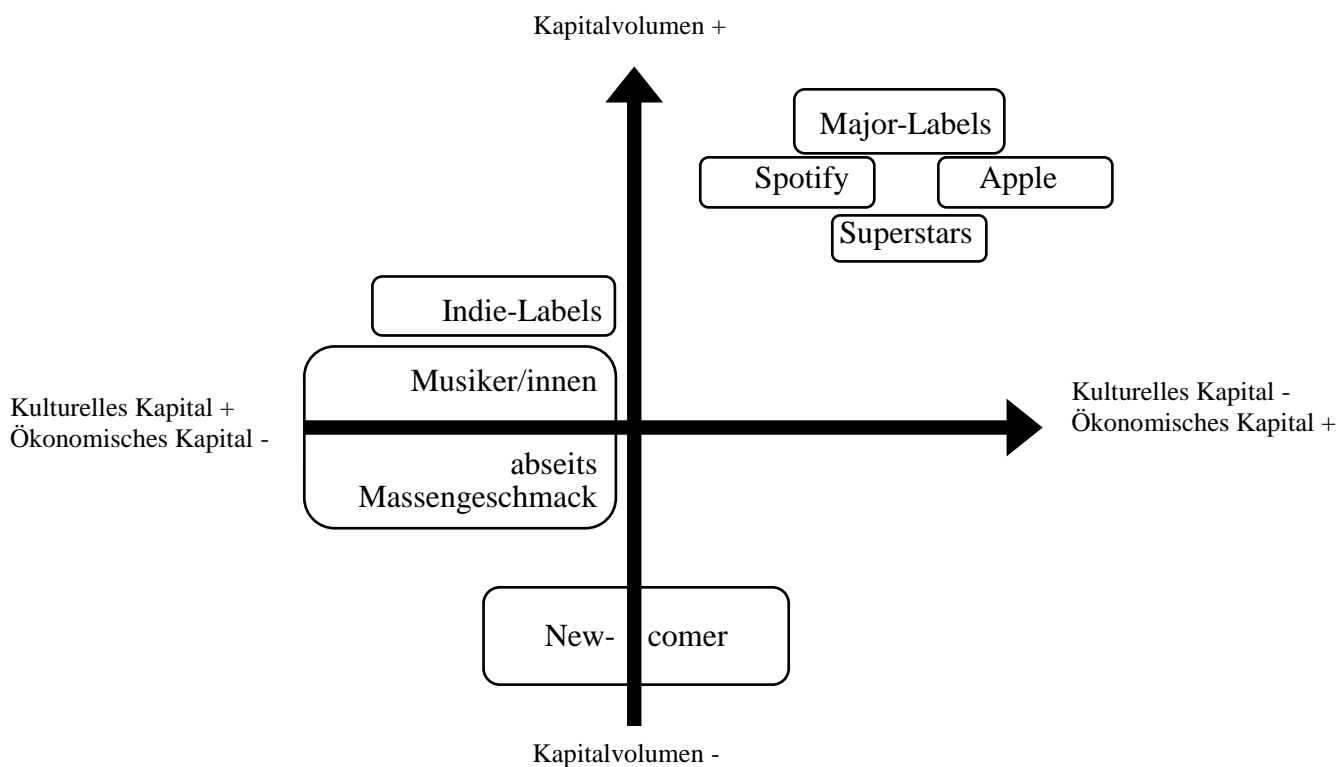 Kapitalvolumen +
Major-Labels
Spotify
Apple
Superstars
Indie-Labels
Musiker/innen
Kulturelles Kapital +
Ökonomisches Kapital -
Kulturelles Kapital -
Ökonomisches Kapital +
abseits
Massengeschmack
New- comer
Kapitalvolumen -